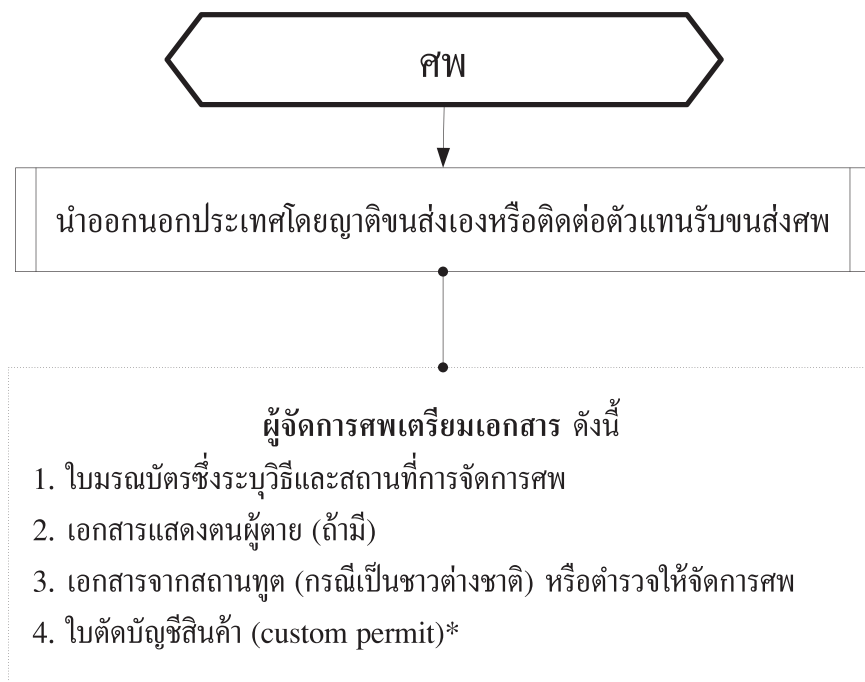 ศพ
นำออกนอกประเทศโดยญาติขนส่งเองหรือติดต่อตัวแทนรับขนส่งศพ
ผู้จัดการศพเตรียมเอกสาร ดังนี้
1. ใบมรณบัตรซึ่งระบุวิธีและสถานที่การจัดการศพ
2. เอกสารแสดงตนผู้ตาย (ถ้ามี)
3. เอกสารจากสถานทูต (กรณีเป็นชาวต่างชาติ) หรือตำรวจให้จัดการศพ
4. ใบตัดบัญชีสินค้า (custom permit)*